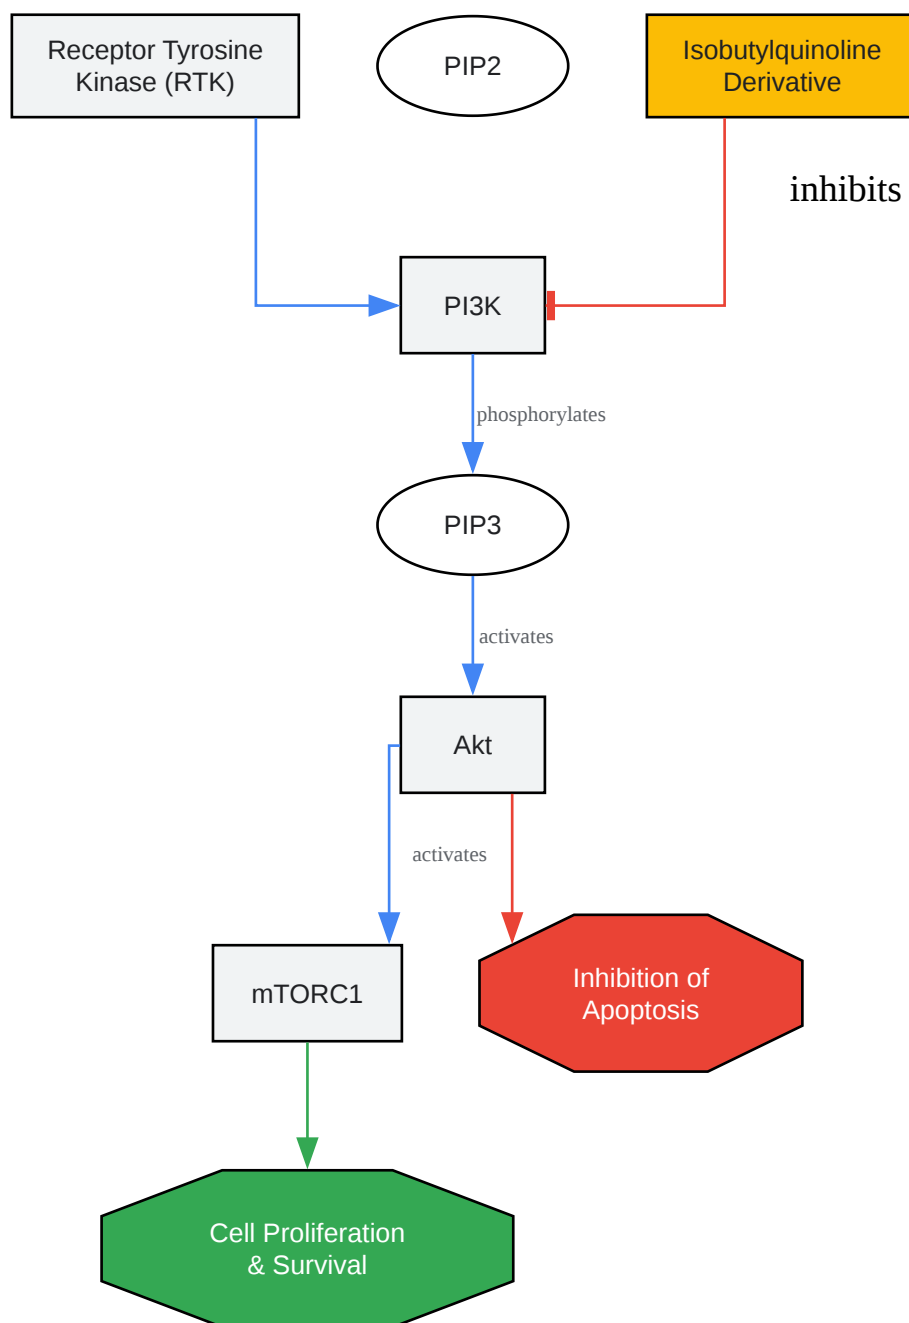 Receptor Tyrosine
Kinase (RTK)
PIP2
Isobutylquinoline
Derivative
inhibits
PI3K
phosphorylates
PIP3
activates
Akt
activates
mTORC1
Inhibition of
Apoptosis
Cell Proliferation
& Survival